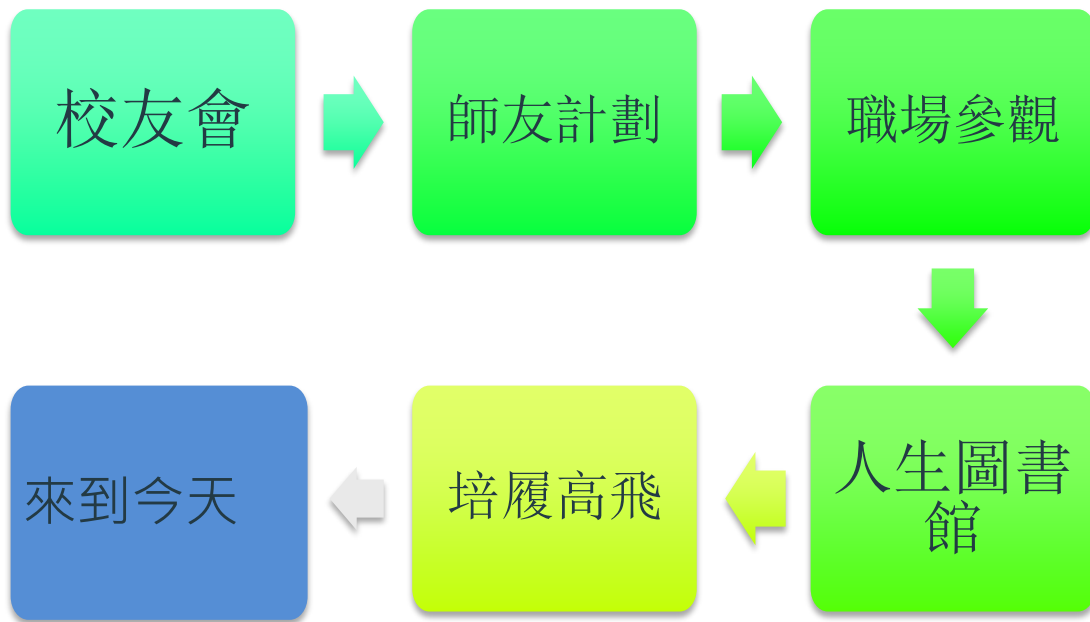 校友會
師友計劃
職場參觀
人生圖書
館
培履高飛
來到今天